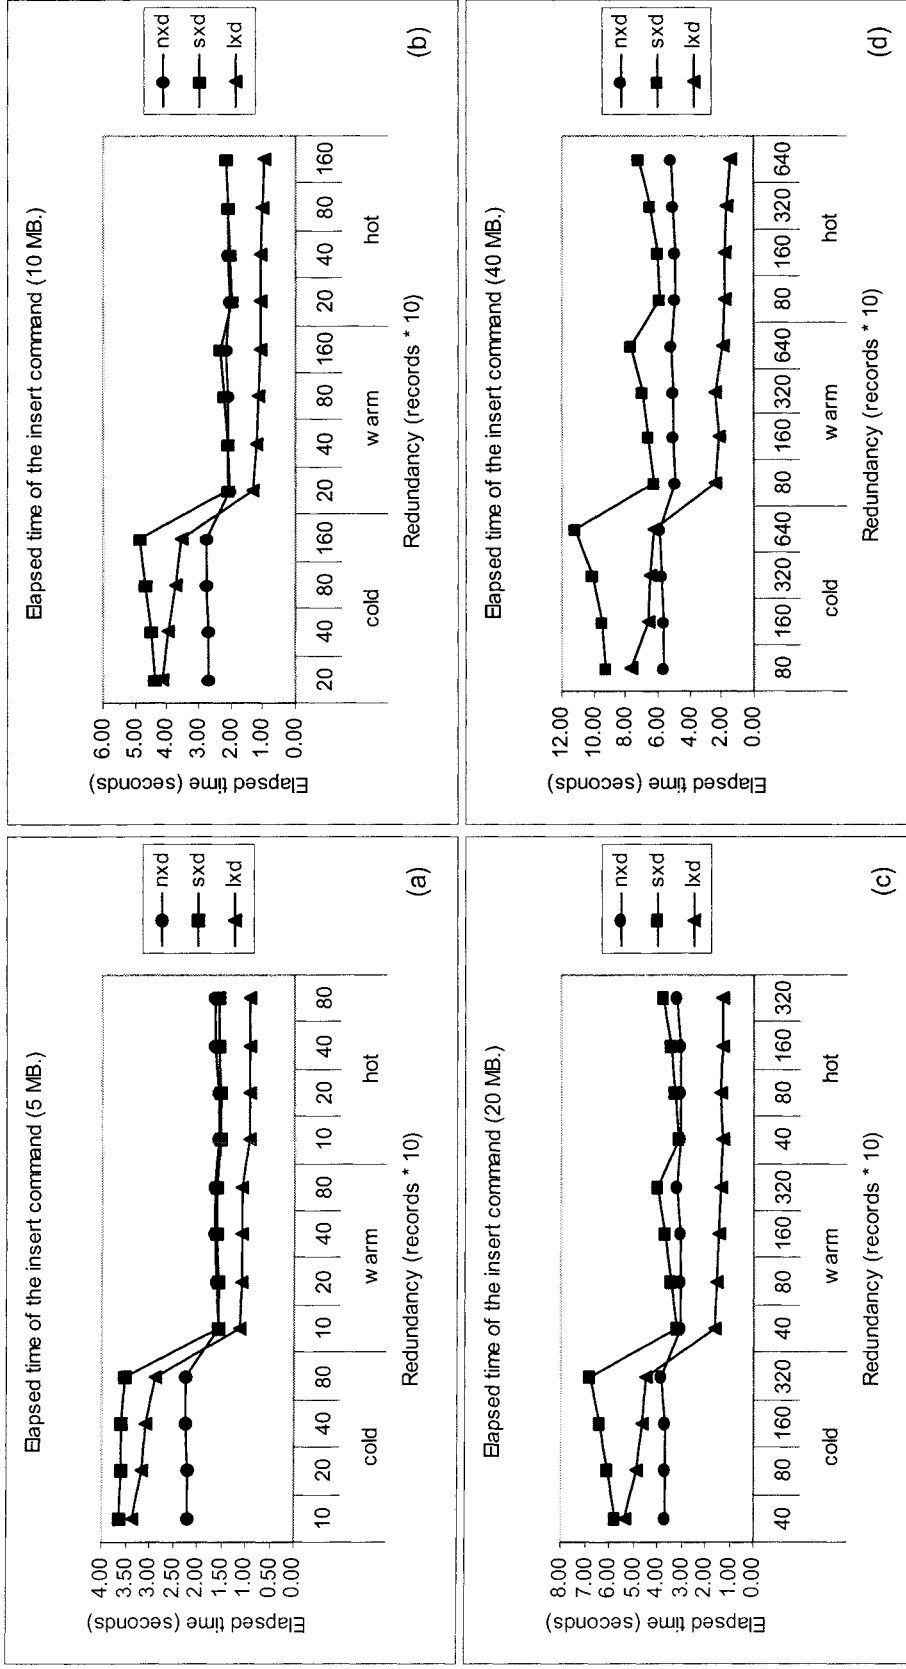 Elapsed time of the insert command (5 MB.)
Elapsed time (seconds)
4.00
3.50
3.00
2.50
2.00
1.50
1.00
0.50
0.00
10 20 40 80 10 20 40 80 10 20 40 80
cold warm hot
Redundancy (records * 10)
nxd
sxd
lxd
(a)
Elapsed time of the insert command (10 MB.)
Elapsed time (seconds)
6.00
5.00
4.00
3.00
2.00
1.00
0.00
20 40 80 160 20 40 80 160 20 40 80 160
cold warm hot
Redundancy (records * 10)
nxd
sxd
lxd
(b)
Elapsed time of the insert command (20 MB.)
Elapsed time (seconds)
8.00
7.00
6.00
5.00
4.00
3.00
2.00
1.00
0.00
40 80 160 320 40 80 160 320 40 80 160 320
cold warm hot
Redundancy (records * 10)
nxd
sxd
lxd
(c)
Elapsed time of the insert command (40 MB.)
Elapsed time (seconds)
12.00
10.00
8.00
6.00
4.00
2.00
0.00
80 160 320 640 80 160 320 640 80 160 320 640
cold warm hot
Redundancy (records * 10)
nxd
sxd
lxd
(d)